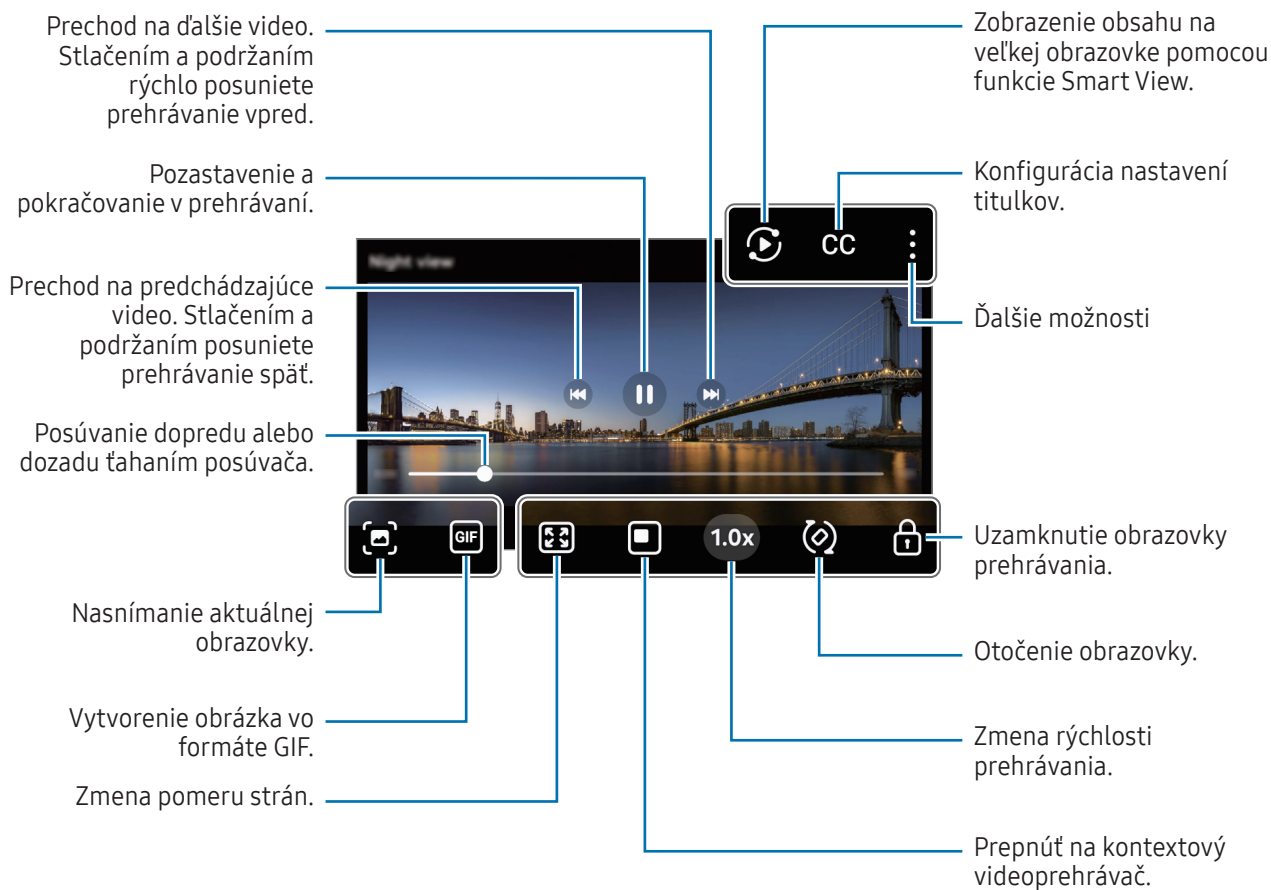 Prechod na ďalšie video.
Stlačením a podržaním
rýchlo posuniete
prehrávanie vpred.
Pozastavenie a
pokračovanie v prehrávaní.
Prechod na predchádzajúce
video. Stlačením a
podržaním posuniete
prehrávanie späť.
Posúvanie dopredu alebo
dozadu ťahaním posúvača.
Nasnímanie aktuálnej
obrazovky.
Vytvorenie obrázka vo
formáte GIF.
Zmena pomeru strán.
Night view
CC
GIF
1.0x
Zobrazenie obsahu na
veľkej obrazovke pomocou
funkcie Smart View.
Konfigurácia nastavení
titulkov.
Ďalšie možnosti
Uzamknutie obrazovky
prehrávania.
Otočenie obrazovky.
Zmena rýchlosti
prehrávania.
Prepnúť na kontextový
videoprehrávač.